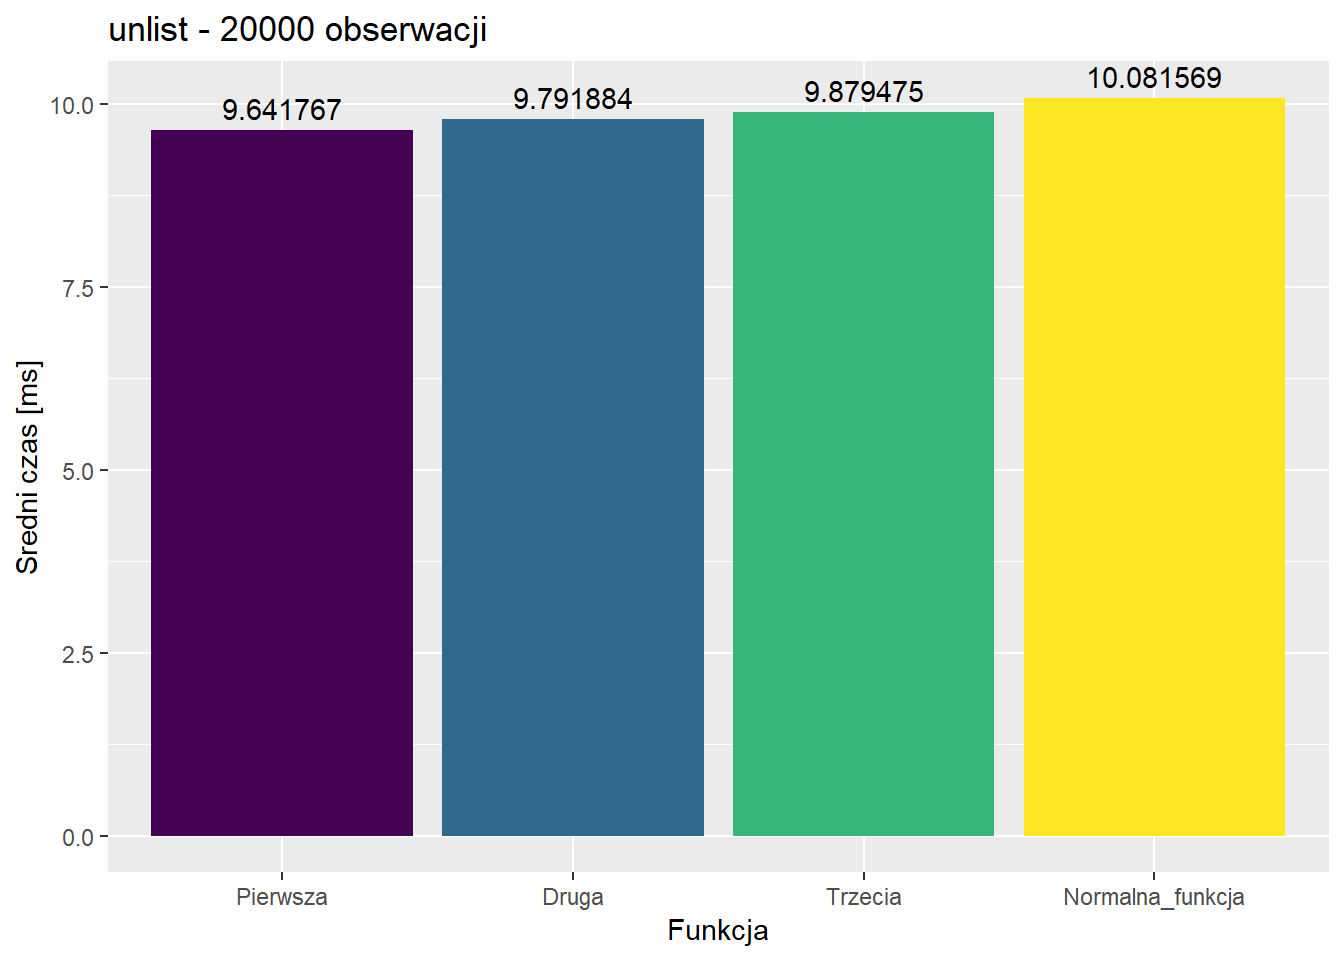 unlist - 20000 obserwacji
9.641767
9.791884
9.879475
10.081569
10.0
7.5
5.0
2.5
0.0
Sredni czas [ms]
Pierwsza
Druga
Trzecia
Normalna_funkcja
Funkcja